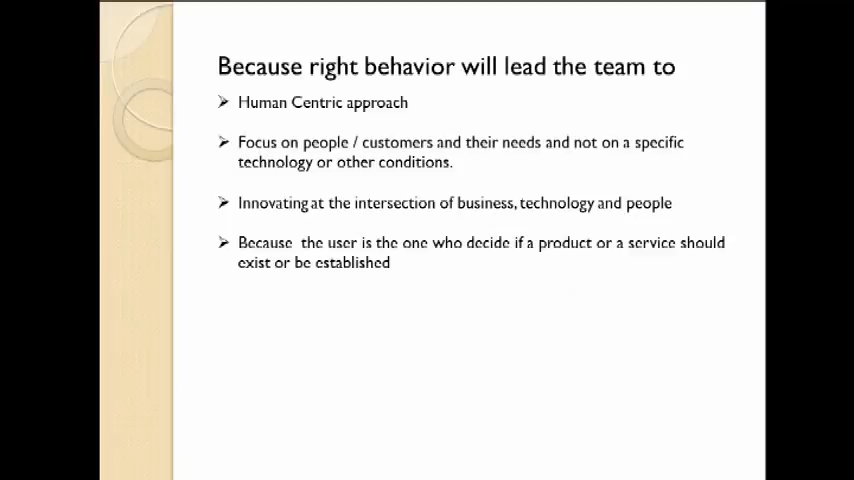 Because right behavior will lead the team to
➢ Human Centric approach
➢ Focus on people / customers and their needs and not on a specific
technology or other conditions.
➢ Innovating at the intersection of business, technology and people
➢ Because the user is the one who decide if a product or a service should
exist or be established